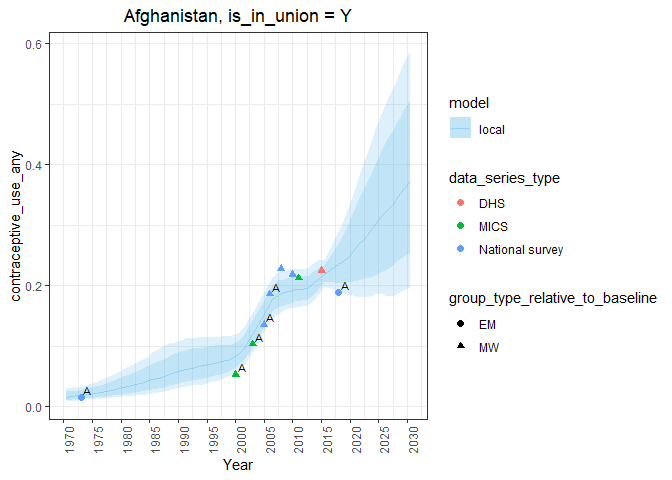 Afghanistan, is_in_union = Y
contraceptive_use_any
0.6
0.4
0.2
0.0
A
A
A
A
A
A
A
1970
1975
1980
1985
1990
1995
2000
2005
2010
2015
2020
2025
2030
Year
model
local
data_series_type
DHS
MICS
National survey
group_type_relative_to_baseline
EM
MW